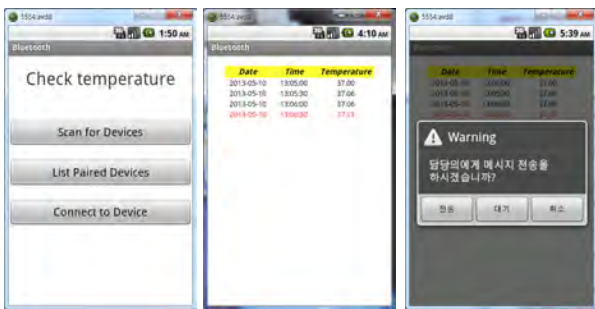 5554:avd8
1:50 AM
Bluetooth
Check temperature
Scan for Devices
List Paired Devices
Connect to Device
5554:avd8
4:10 AM
Bluetooth
Date Time Temperature
2013-05-10 13:05:00 37.00
2013-05-10 13:05:30 37.06
2013-05-10 13:06:00 37.06
2013-05-10 13:06:30
5554:avd8
5:39 AM
Date Time Temperature
Warning
담당의에게 메시지 전송을
하시겠습니까?
전송 대기 취소